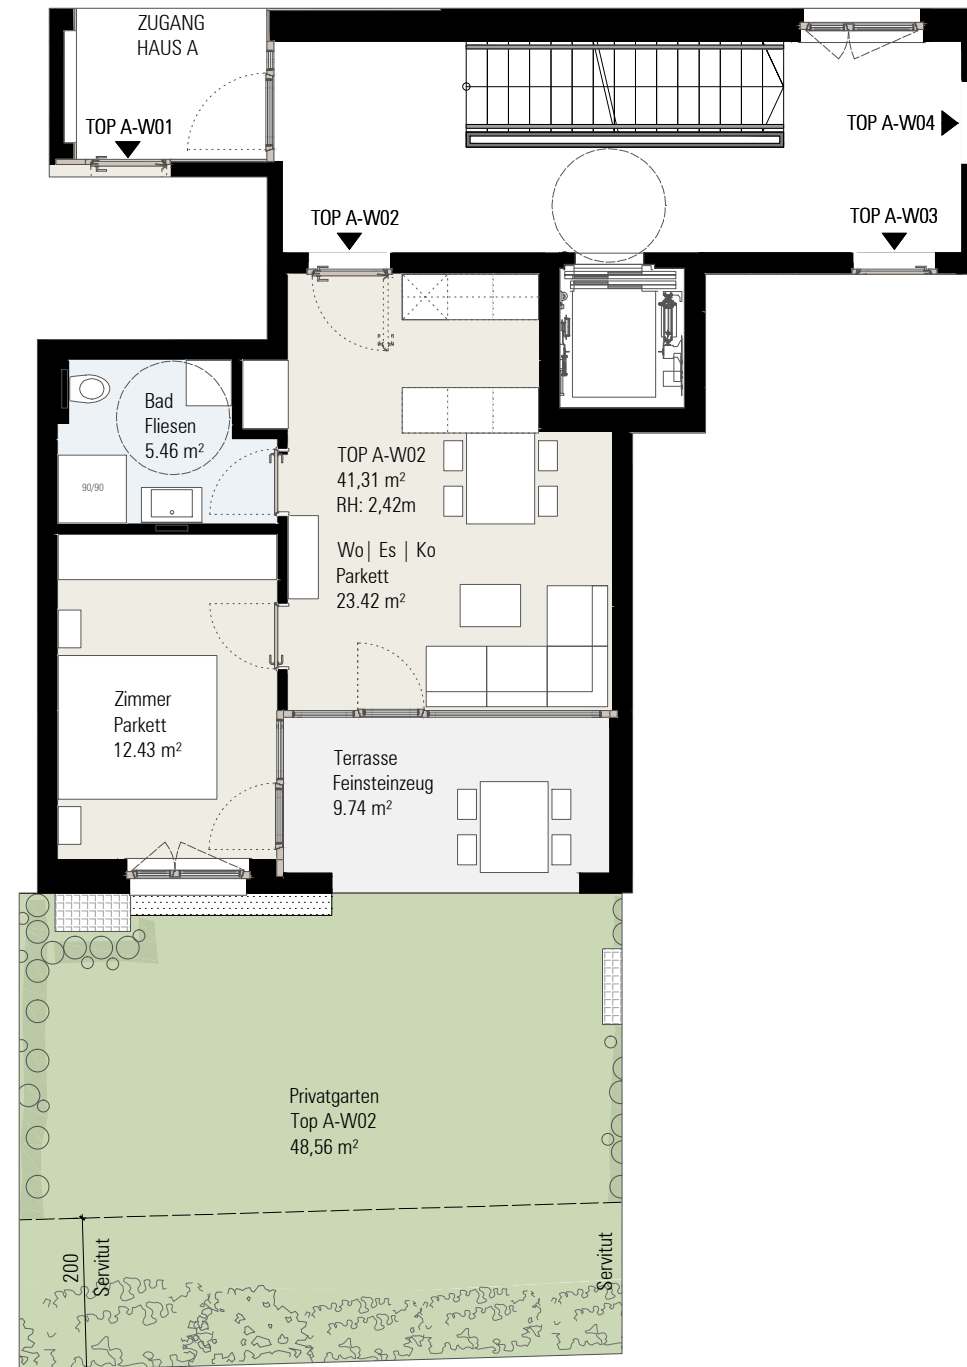 ZUGANG
HAUS A
TOP A-W01
TOP A-W04
TOP A-W02
TOP A-W03
Bad
Fliesen
5.46 m²
90/90
TOP A-W02
41,31 m²
RH: 2,42m
Wo| Es | Ko
Parkett
23.42 m²
Zimmer
Parkett
12.43 m²
Terrasse
Feinsteinzeug
9.74 m²
Privatgarten
Top A-W02
48,56 m²
200
Servitut
Servitut